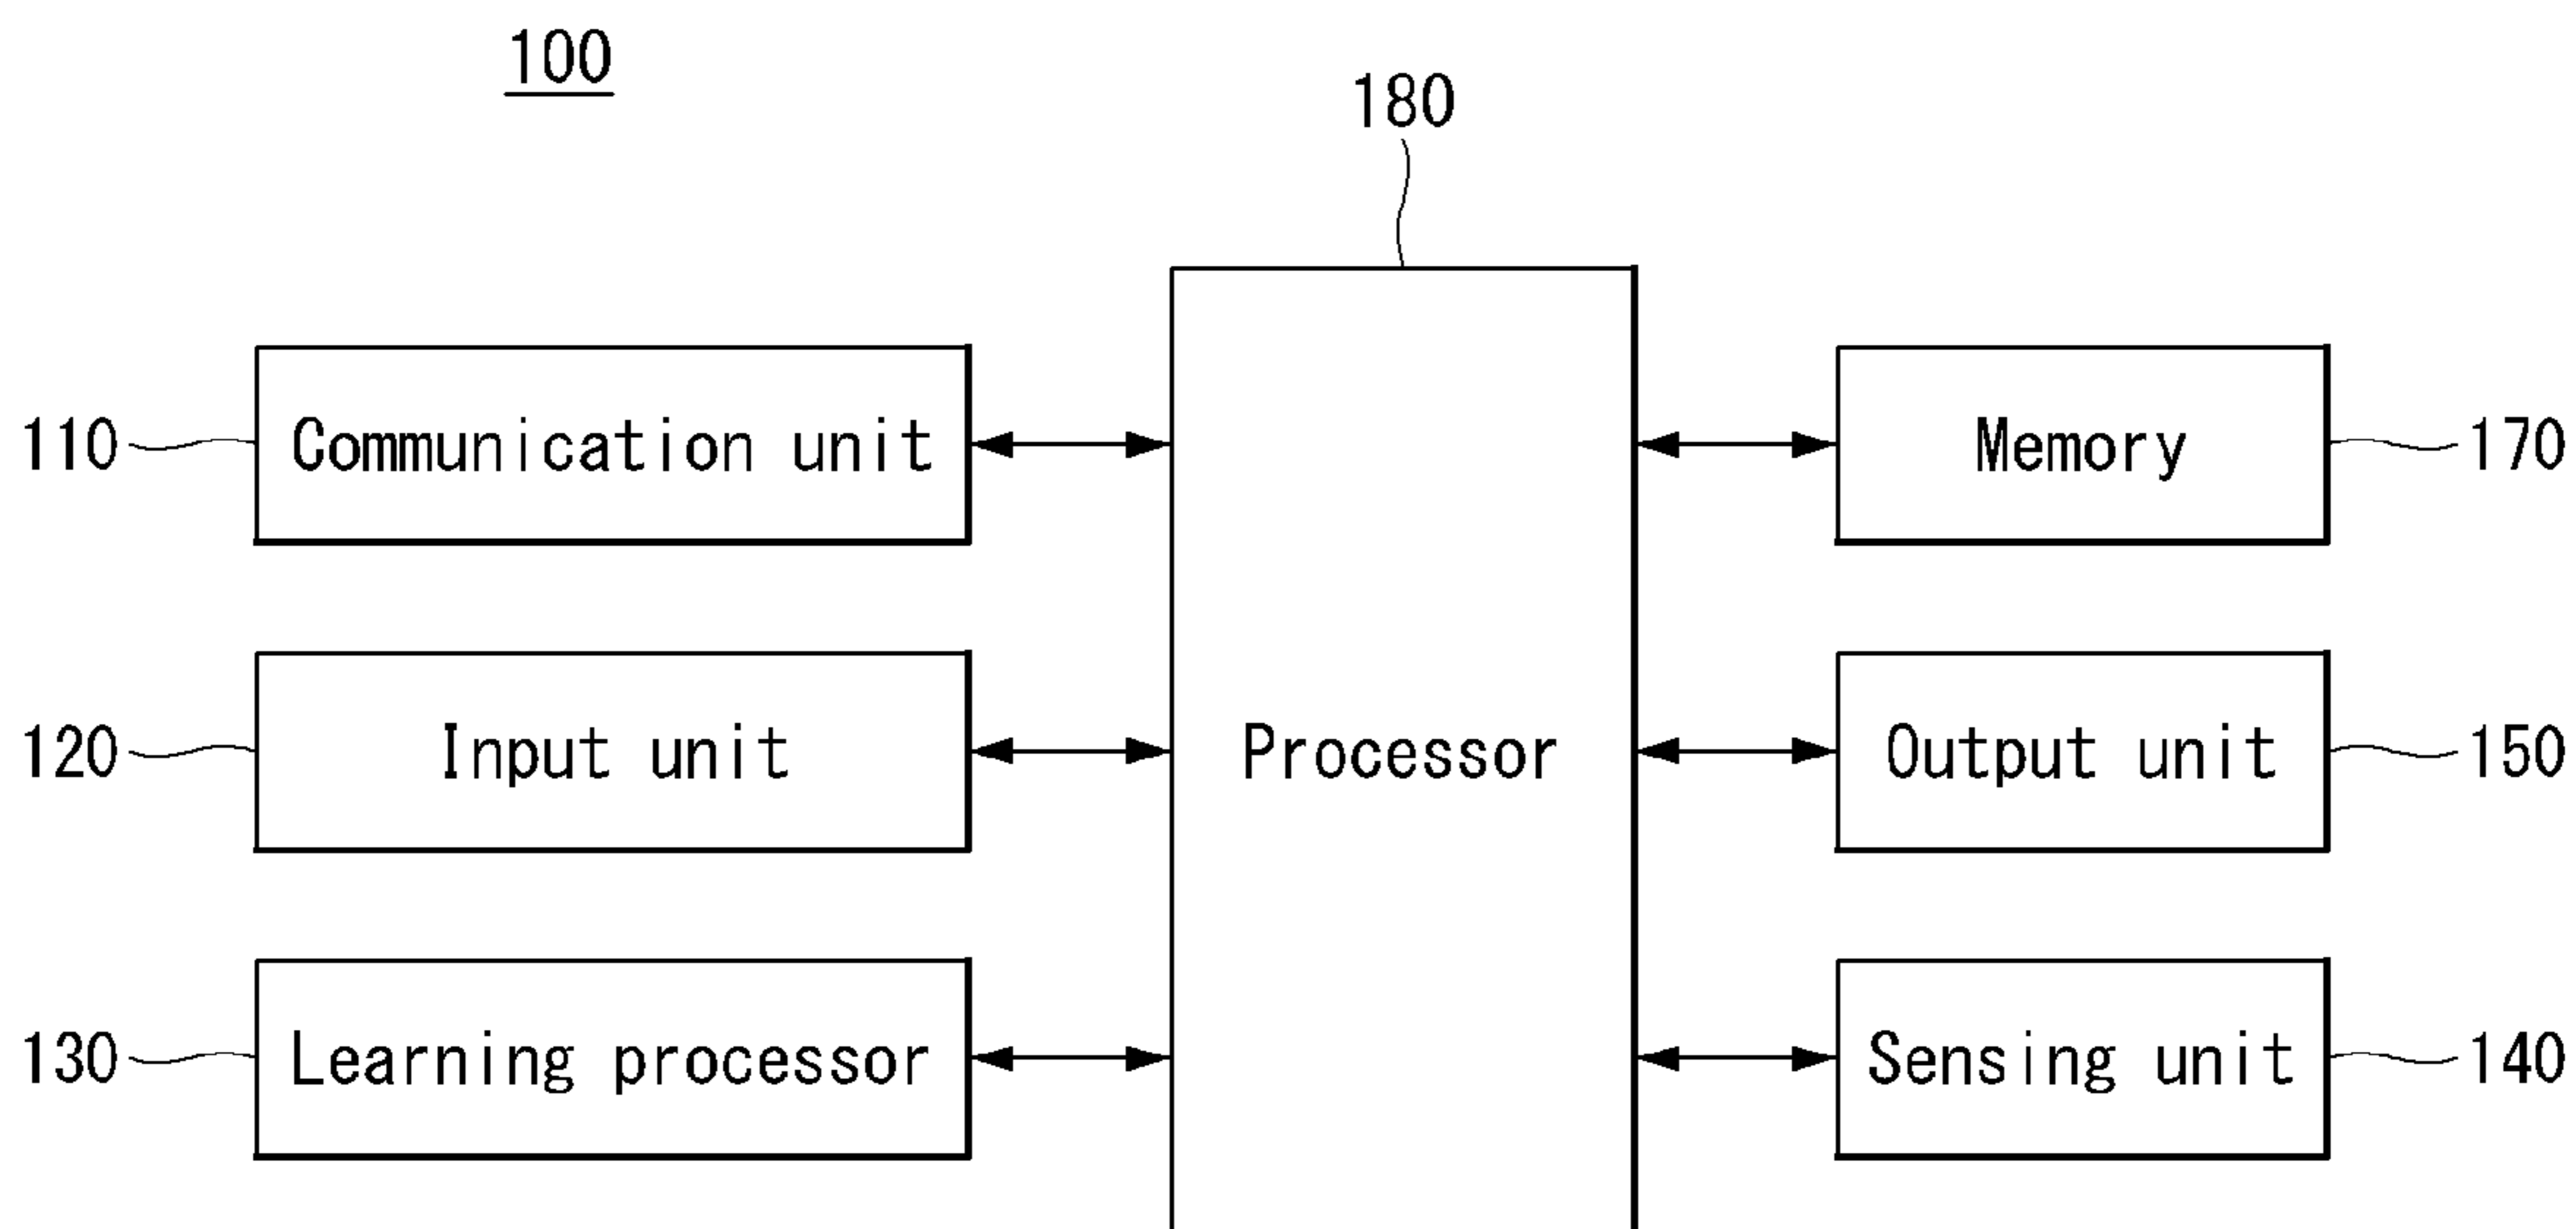 100
180
110 Communication unit Memory 170
120 Input unit Processor Output unit 150
130 Learning processor Sensing unit 140